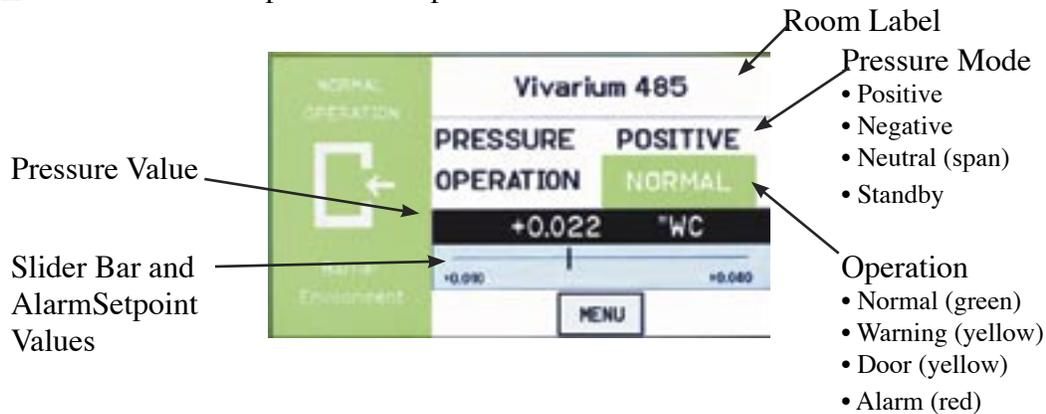 Room Label
Pressure Mode
• Positive
• Negative
• Neutral (span)
• Standby
Pressure Value
Slider Bar and
AlarmSetpoint
Values
NORMAL
OPERATION
Environment
Vivarium 485
PRESSURE POSITIVE
OPERATION NORMAL
+0.022 "WC
MENU
Operation
• Normal (green)
• Warning (yellow)
• Door (yellow)
• Alarm (red)